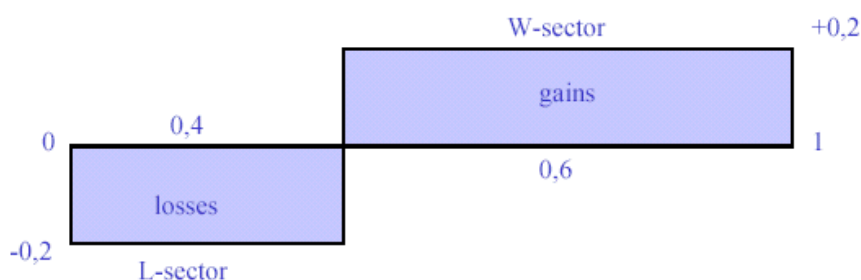 W-sector
+0,2
gains
0,4
0
1
0,6
losses
-0,2
L-sector